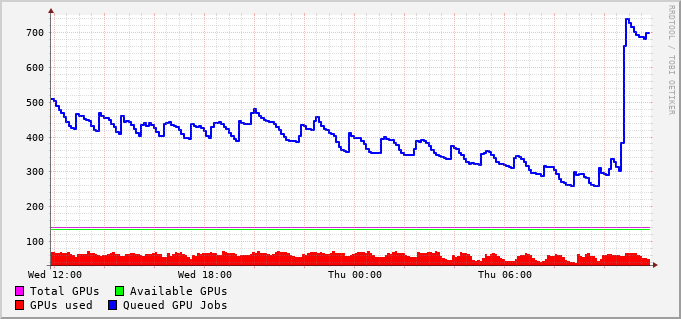 RRDTOOL / TOBI OETIKER
700
600
500
400
300
200
100
Wed 12:00 Wed 18:00 Thu 00:00 Thu 06:00
Total GPUs Available GPUs
GPUs used Queued GPU Jobs